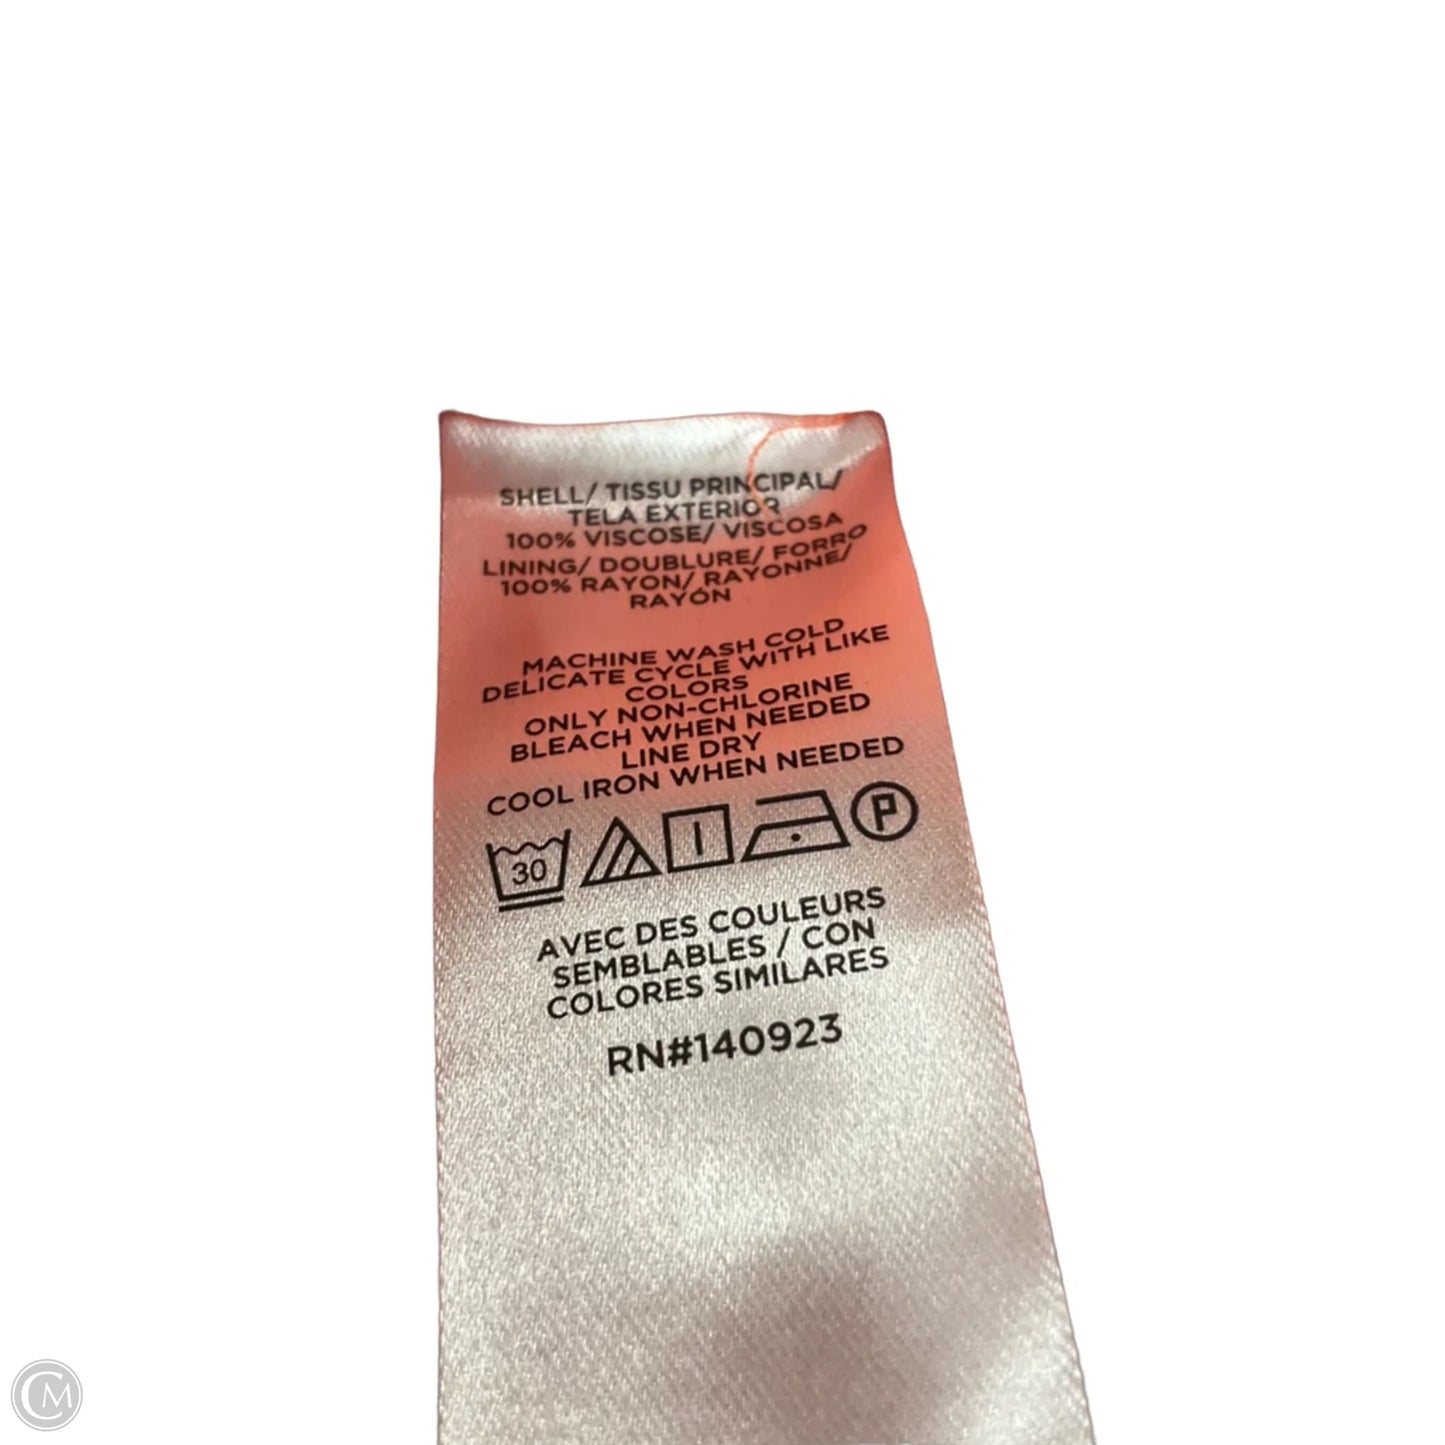 SHELL/ TISSU PRINCIPAL/
TELA EXTERIOR
100% VISCOSE/ VISCOSA
LINING/ DOUBLURE/ FORRO
100% RAYON/ RAYONNE/
RAYÓN
MACHINE WASH COLD
DELICATE CYCLE WITH LIKE
COLORS
ONLY NON-CHLORINE
BLEACH WHEN NEEDED
LINE DRY
COOL IRON WHEN NEEDED
30 P
AVEC DES COULEURS
SEMBLABLES / CON
COLORES SIMILARES
RN#140923
CM